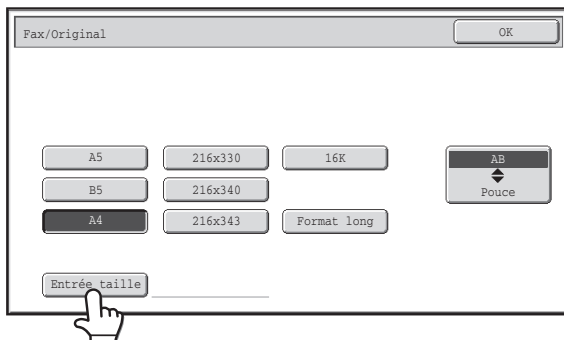 Fax/Original OK
A5 216x330 16K AB
B5 216x340 Pouce
A4 216x343 Format long
Entrée taille